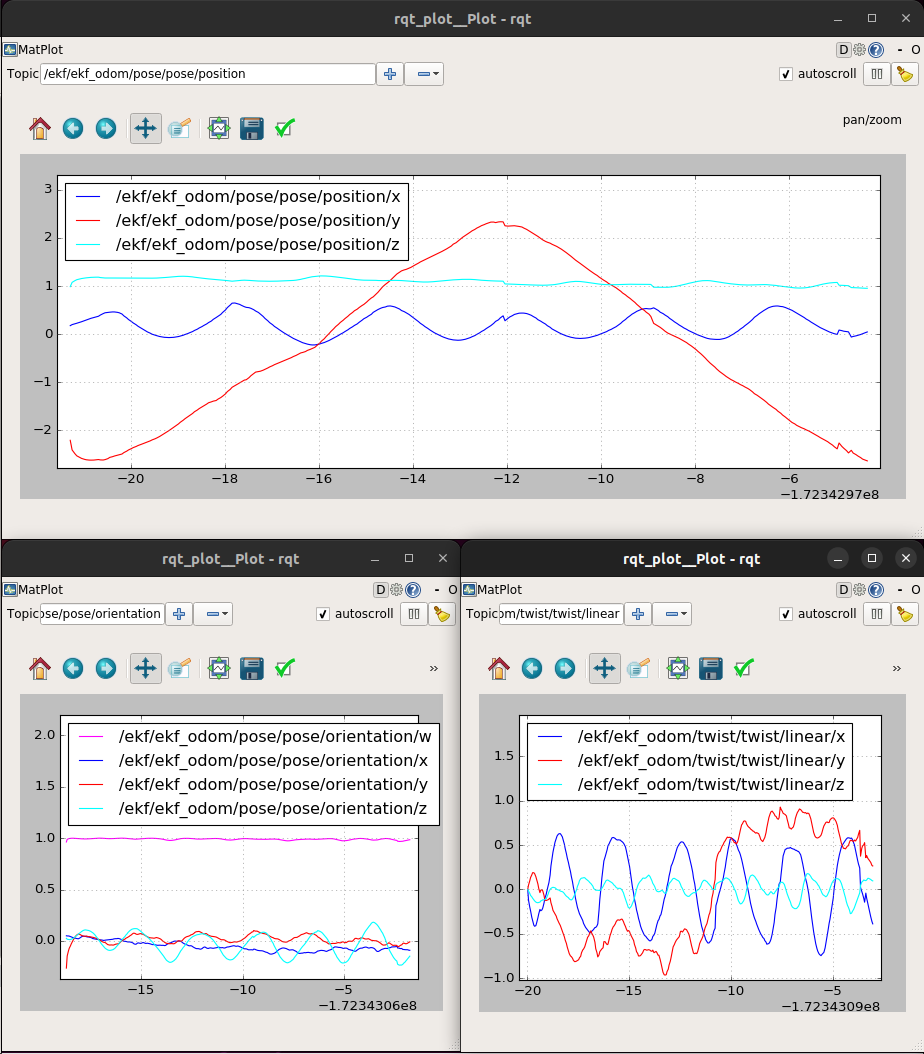 rqt_plot__Plot - rqt
MatPlot
D
- O
Topic /ekf/ekf_odom/pose/pose/position
autoscroll
pan/zoom
/ekf/ekf_odom/pose/pose/position/x
/ekf/ekf_odom/pose/pose/position/y
/ekf/ekf_odom/pose/pose/position/z
3
2
1
0
−1
−2
−20 −18 −16 −14 −12 −10 −8 −6
−1.7234297e8
rqt_plot__Plot - rqt
MatPlot
D
- O
Topic ose/pose/orientation
autoscroll
»
/ekf/ekf_odom/pose/pose/orientation/w
/ekf/ekf_odom/pose/pose/orientation/x
/ekf/ekf_odom/pose/pose/orientation/y
/ekf/ekf_odom/pose/pose/orientation/z
2.0
1.5
1.0
0.5
0.0
−15 −10 −5
−1.7234306e8
rqt_plot__Plot - rqt
MatPlot
D
- O
Topic om/twist/twist/linear
autoscroll
»
/ekf/ekf_odom/twist/twist/linear/x
/ekf/ekf_odom/twist/twist/linear/y
/ekf/ekf_odom/twist/twist/linear/z
1.5
1.0
0.5
0.0
−0.5
−1.0
−20 −15 −10 −5
−1.7234309e8